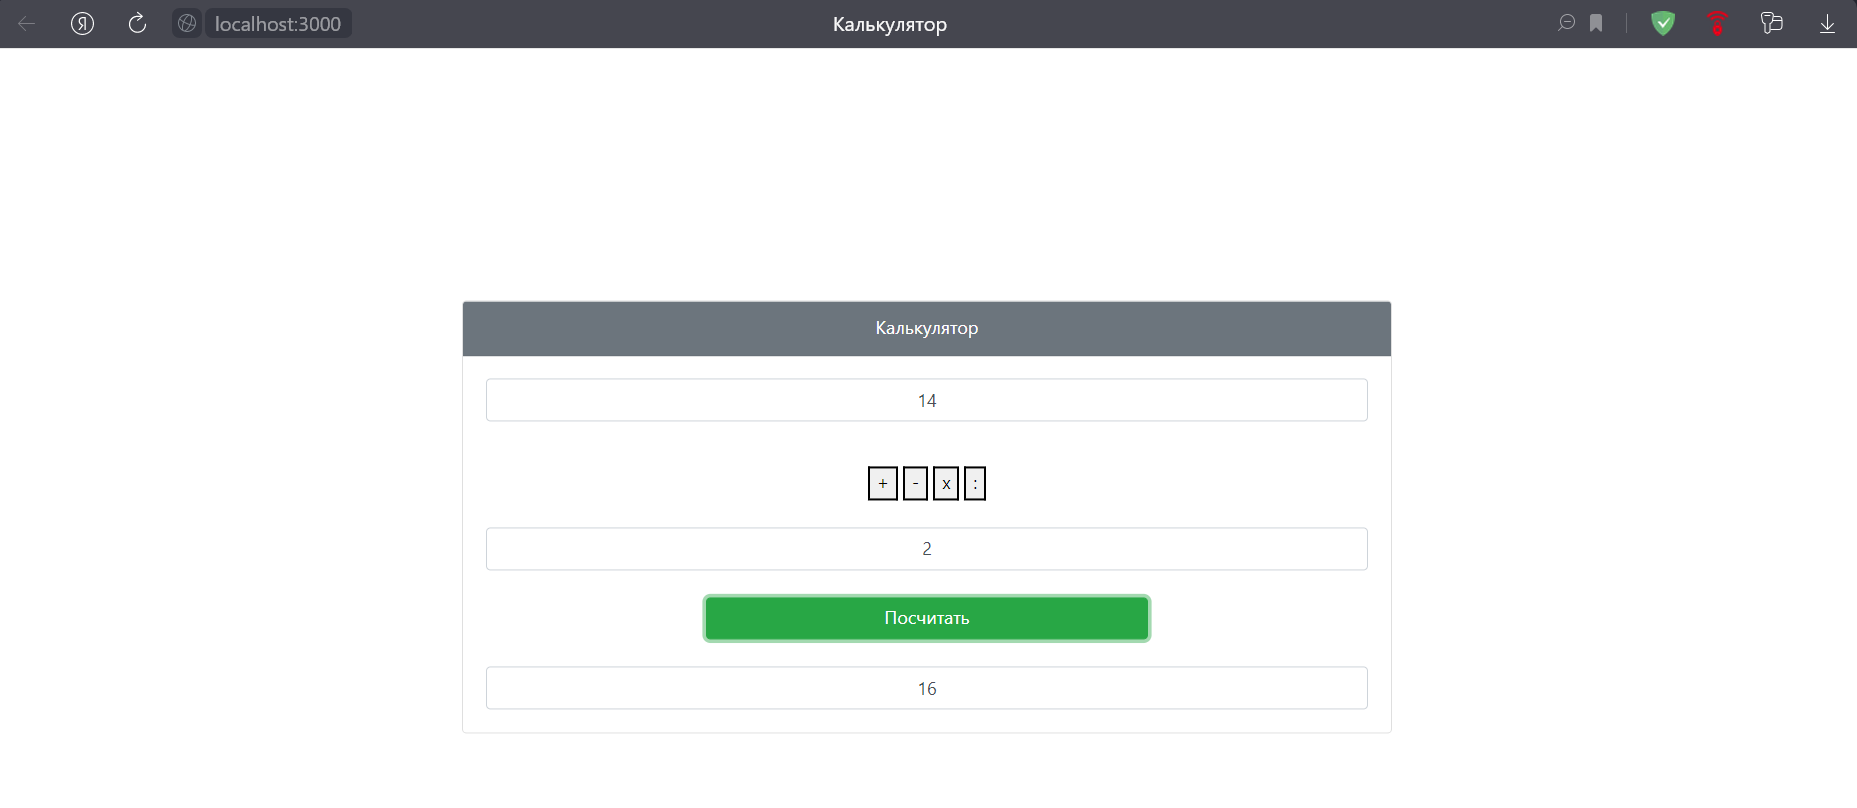 Я localhost:3000 Калькулятор
Калькулятор
14
+ - x :
2
Посчитать
16